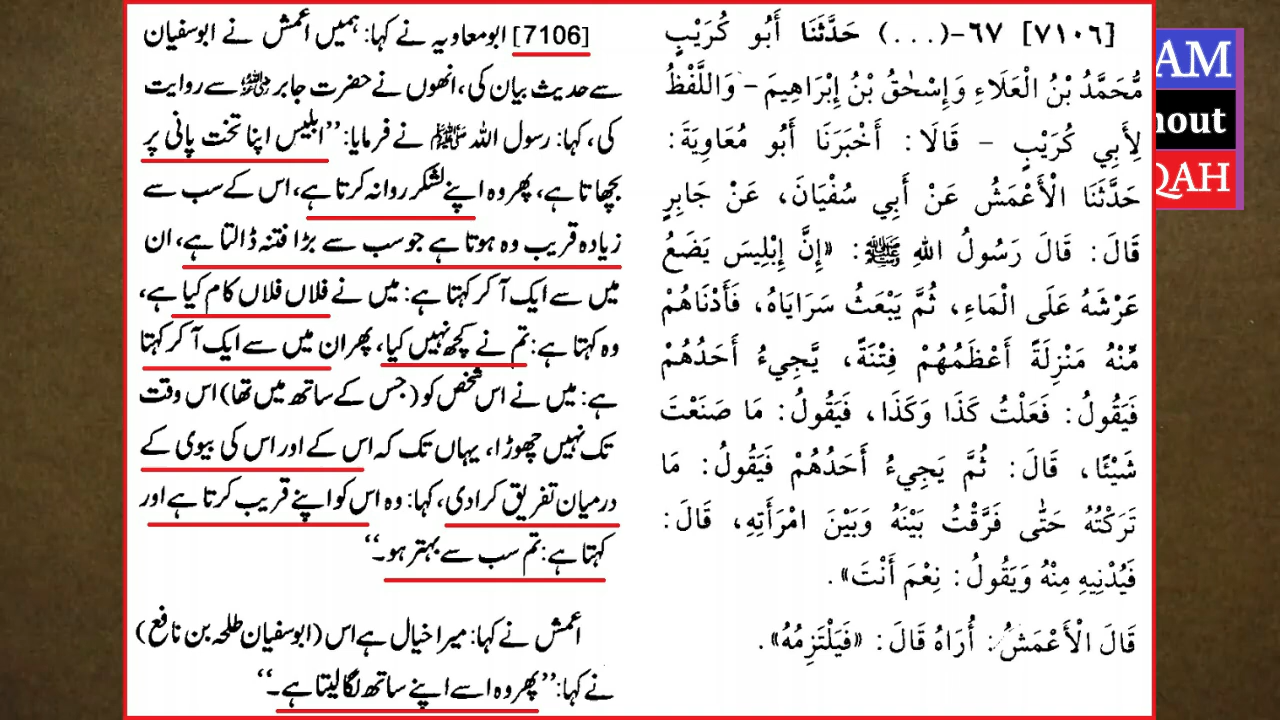 [٧١٠٦] ٦٧-(...) حَدَّثَنَا أَبُو كُرَيْبٍ
مُّحَمَّدُ بْنُ الْعَلَاءِ وَإِسْحٰقُ بْنُ إِبْرَاهِيمَ - وَاللَّفْظُ
لِأَبِي كُرَيْبٍ - قَالَا: أَخْبَرَنَا أَبُو مُعَاوِيَةَ:
حَدَّثَنَا الْأَعْمَشُ عَنْ أَبِي سُفْيَانَ، عَنْ جَابِرٍ
قَالَ: قَالَ رَسُولُ اللهِ ﷺ: «إِنَّ إِبْلِيسَ يَضَعُ
عَرْشَهُ عَلَى الْمَاءِ، ثُمَّ يَبْعَثُ سَرَايَاهُ، فَأَدْنَاهُمْ
مِّنْهُ مَنْزِلَةً أَعْظَمُهُمْ فِتْنَةً، يَّجِيءُ أَحَدُهُمْ
فَيَقُولُ: فَعَلْتُ كَذَا وَكَذَا، فَيَقُولُ: مَا صَنَعْتَ
شَيْئًا، قَالَ: ثُمَّ يَجِيءُ أَحَدُهُمْ فَيَقُولُ: مَا
تَرَكْتُهُ حَتّٰى فَرَّقْتُ بَيْنَهُ وَبَيْنَ امْرَأَتِهِ، قَالَ:
فَيُدْنِيهِ مِنْهُ وَيَقُولُ: نِعْمَ أَنْتَ».
قَالَ الْأَعْمَشُ: أُرَاهُ قَالَ: «فَيَلْتَزِمُهُ».
[7106] ابومعاویہ نے کہا: ہمیں اعمش نے ابوسفیان
سے حدیث بیان کی، انھوں نے حضرت جابر رضی اللہ عنہ سے روایت
کی، کہا: رسول اللہ ﷺ نے فرمایا: ’’ابلیس اپنا تخت پانی پر
بچھاتا ہے، پھر وہ اپنے لشکر روانہ کرتا ہے، اس کے سب سے
زیادہ قریب وہ ہوتا ہے جو سب سے بڑا فتنہ ڈالتا ہے، ان
میں سے ایک آ کر کہتا ہے: میں نے فلاں فلاں کام کیا ہے،
وہ کہتا ہے: تم نے کچھ نہیں کیا، پھر ان میں سے ایک آ کر کہتا
ہے: میں نے اس شخص کو (جس کے ساتھ میں تھا) اس وقت
تک نہیں چھوڑا، یہاں تک کہ اس کے اور اس کی بیوی کے
درمیان تفریق کرا دی، کہا: وہ اس کو اپنے قریب کرتا ہے اور
کہتا ہے: تم سب سے بہتر ہو۔‘‘
اعمش نے کہا: میرا خیال ہے اس (ابوسفیان طلحہ بن نافع)
نے کہا: ’’پھر وہ اسے اپنے ساتھ لگا لیتا ہے۔‘‘
AM
hout
QAH